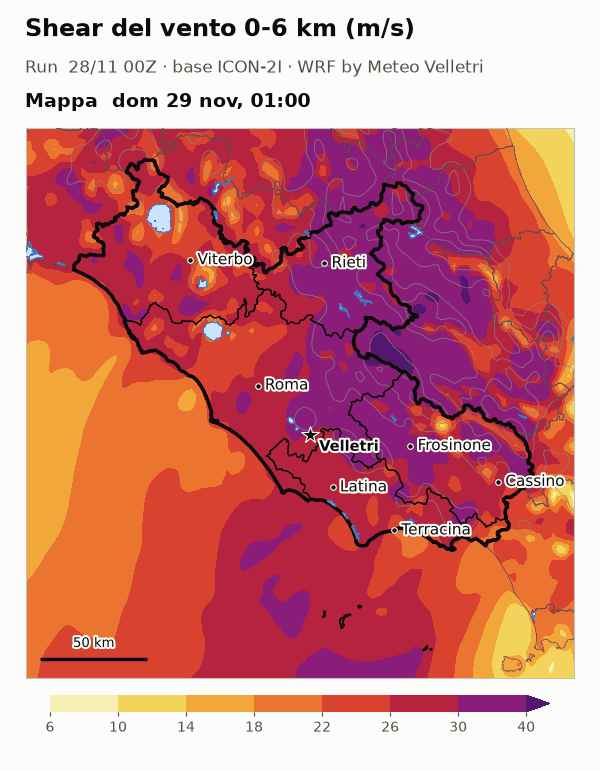 Shear del vento 0-6 km (m/s)
Run  28/11 00Z · base ICON-2I · WRF by Meteo Velletri
Mappa  dom 29 nov, 01:00
Viterbo
Rieti
Roma
Velletri
Frosinone
Latina
Cassino
Terracina
50 km
6 10 14 18 22 26 30 40